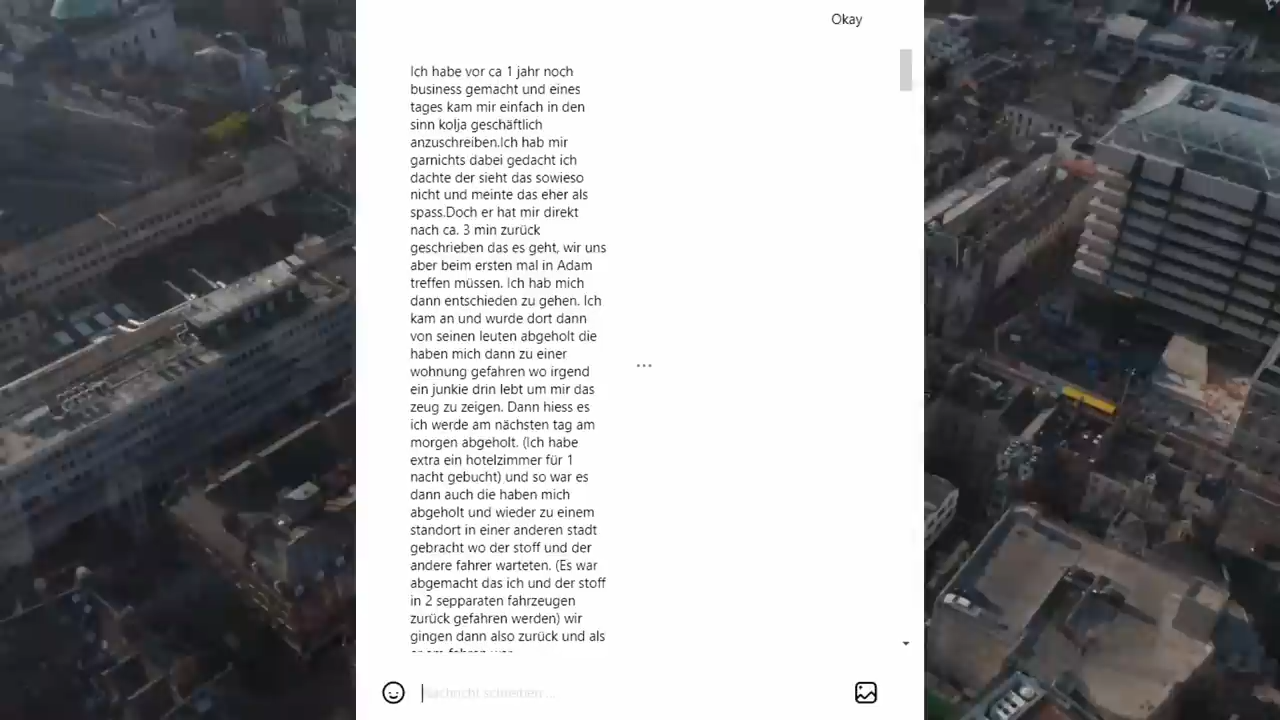 Okay
Ich habe vor ca 1 jahr noch
business gemacht und eines
tages kam mir einfach in den
sinn kolja geschäftlich
anzuschreiben.Ich hab mir
garnichts dabei gedacht ich
dachte der sieht das sowieso
nicht und meinte das eher als
spass.Doch er hat mir direkt
nach ca. 3 min zurück
geschrieben das es geht, wir uns
aber beim ersten mal in Adam
treffen müssen. Ich hab mich
dann entschieden zu gehen. Ich
kam an und wurde dort dann
von seinen leuten abgeholt die
haben mich dann zu einer
wohnung gefahren wo irgend
ein junkie drin lebt um mir das
zeug zu zeigen. Dann hiess es
ich werde am nächsten tag am
morgen abgeholt. (Ich habe
extra ein hotelzimmer für 1
nacht gebucht) und so war es
dann auch die haben mich
abgeholt und wieder zu einem
standort in einer anderen stadt
gebracht wo der stoff und der
andere fahrer warteten. (Es war
abgemacht das ich und der stoff
in 2 sepparaten fahrzeugen
zurück gefahren werden) wir
gingen dann also zurück und als
er am fahren war
Nachricht schreiben ...